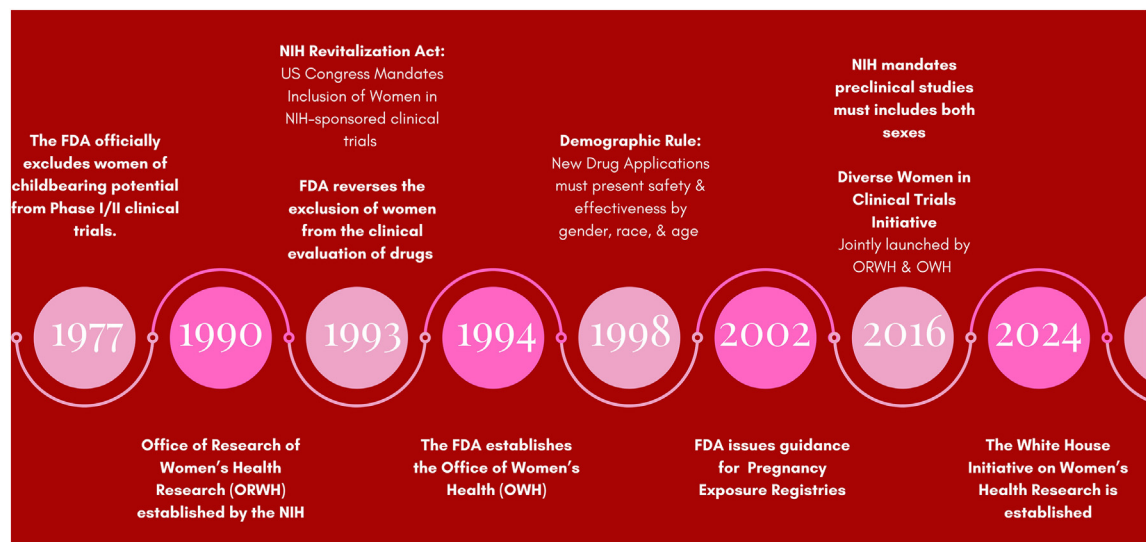 The FDA officially
excludes women of
childbearing potential
from Phase I/II clinical
trials.
1977
1990
Office of Research of
Women's Health
Research (ORWH)
established by the NIH
NIH Revitalization Act:
US Congress Mandates
Inclusion of Women in
NIH-sponsored clinical
trials
FDA reverses the
exclusion of women
from the clinical
evaluation of drugs
1993
1994
The FDA establishes
the Office of Women's
Health (OWH)
Demographic Rule:
New Drug Applications
must present safety &
effectiveness by
gender, race, & age
1998
2002
FDA issues guidance
for Pregnancy
Exposure Registries
NIH mandates
preclinical studies
must includes both
sexes
Diverse Women in
Clinical Trials
Initiative
Jointly launched by
ORWH & OWH
2016
2024
The White House
Initiative on Women's
Health Research is
established